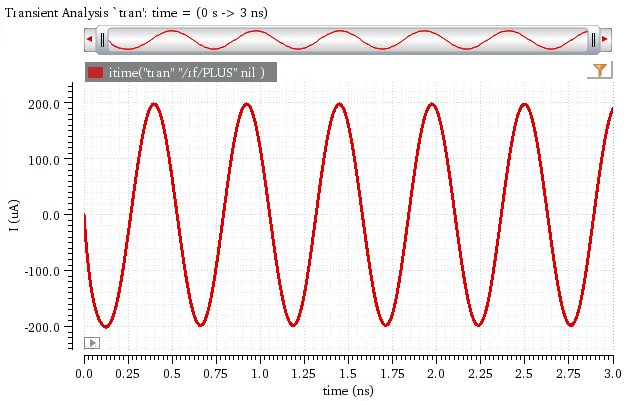 Transient Analysis `tran': time = (0 s -> 3 ns)
itime("tran" "/rf/PLUS" nil )
200.0
100.0
0.0
-100.0
-200.0
I (uA)
0.0 0.25 0.5 0.75 1.0 1.25 1.5 1.75 2.0 2.25 2.5 2.75 3.0
time (ns)